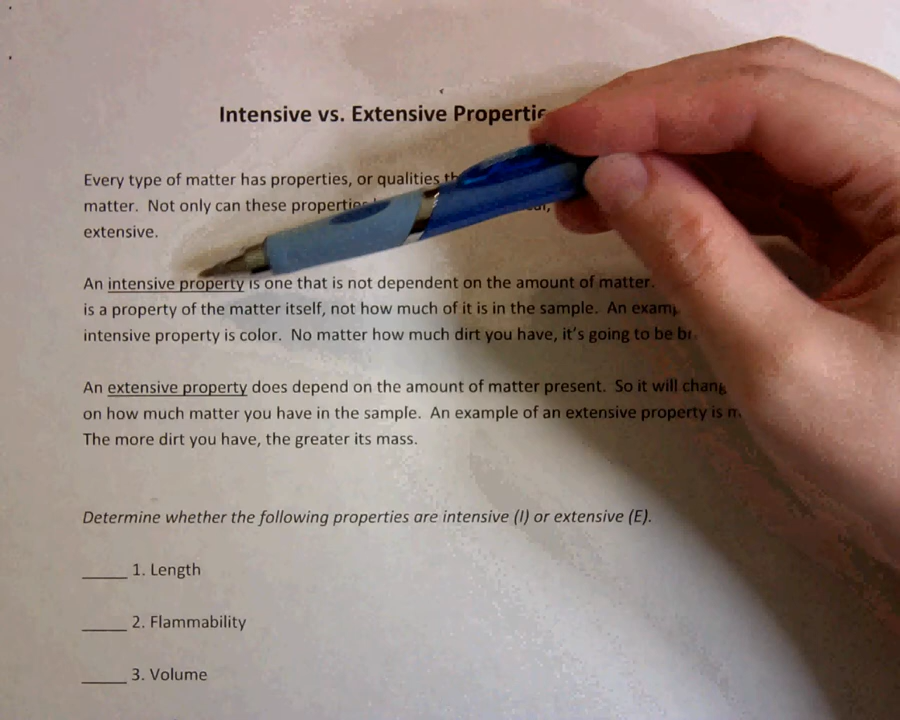 Intensive vs. Extensive
Every type of matter has properties, or qualities
matter. Not only can these
extensive.
An intensive property is one that is not dependent on the amount of matter.
is a property of the matter itself, not how much of it is in the sample. An
intensive property is color. No matter how much dirt you have, it's going to be
An extensive property does depend on the amount of matter present. So it will
on how much matter you have in the sample. An example of an extensive property is
The more dirt you have, the greater its mass.
Determine whether the following properties are intensive (I) or extensive (E).
_____ 1. Length
_____ 2. Flammability
_____ 3. Volume